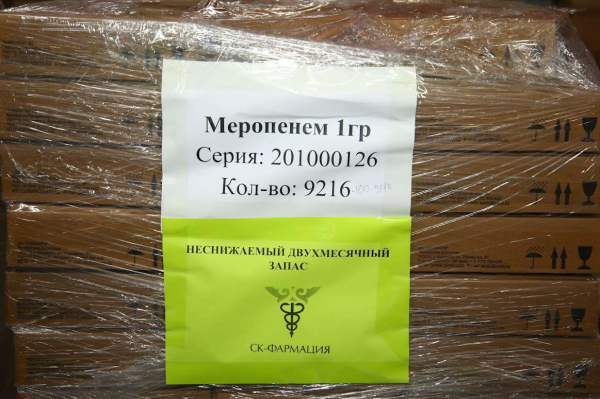 Меропенем 1гр
Серия: 201000126
Кол-во: 9216
НЕСНИЖАЕМЫЙ ДВУХМЕСЯЧНЫЙ
ЗАПАС
СК-ФАРМАЦИЯ